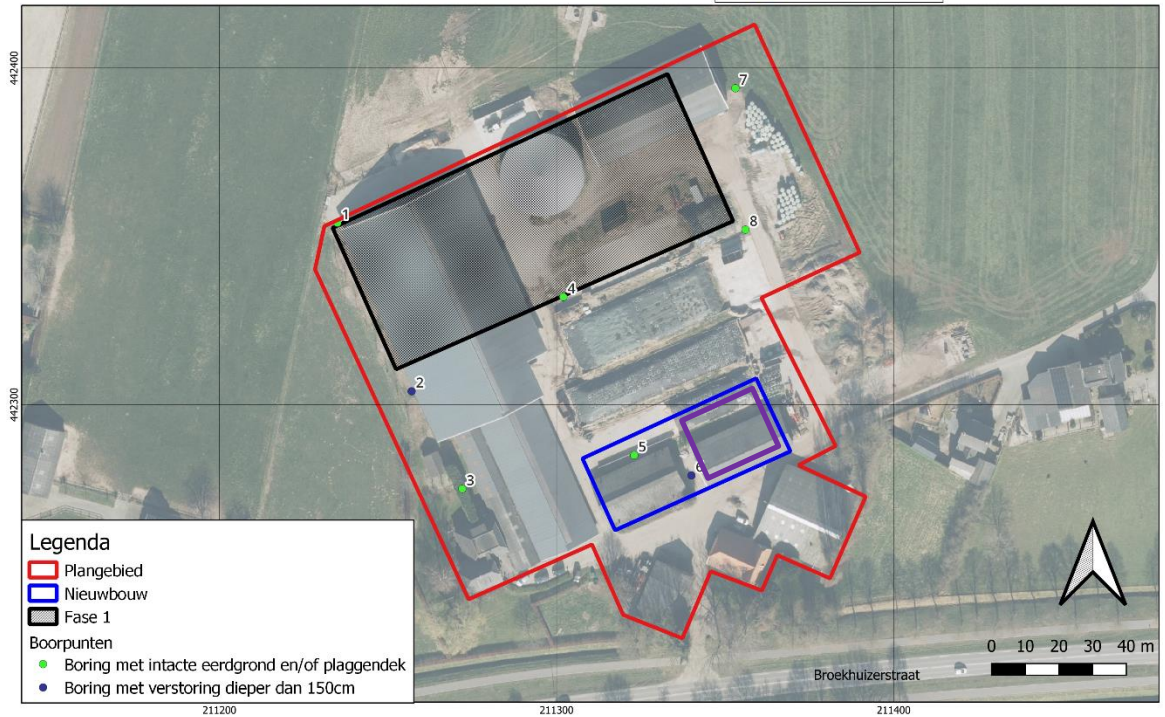 442400
442300
1
2
3
4
5
6
7
8
Legenda
Plangebied
Nieuwbouw
Fase 1
Boorpunten
Boring met intacte eerdgrond en/of plaggendek
Boring met verstoring dieper dan 150cm
Broekhuizerstraat
0 10 20 30 40 m
211200 211300 211400